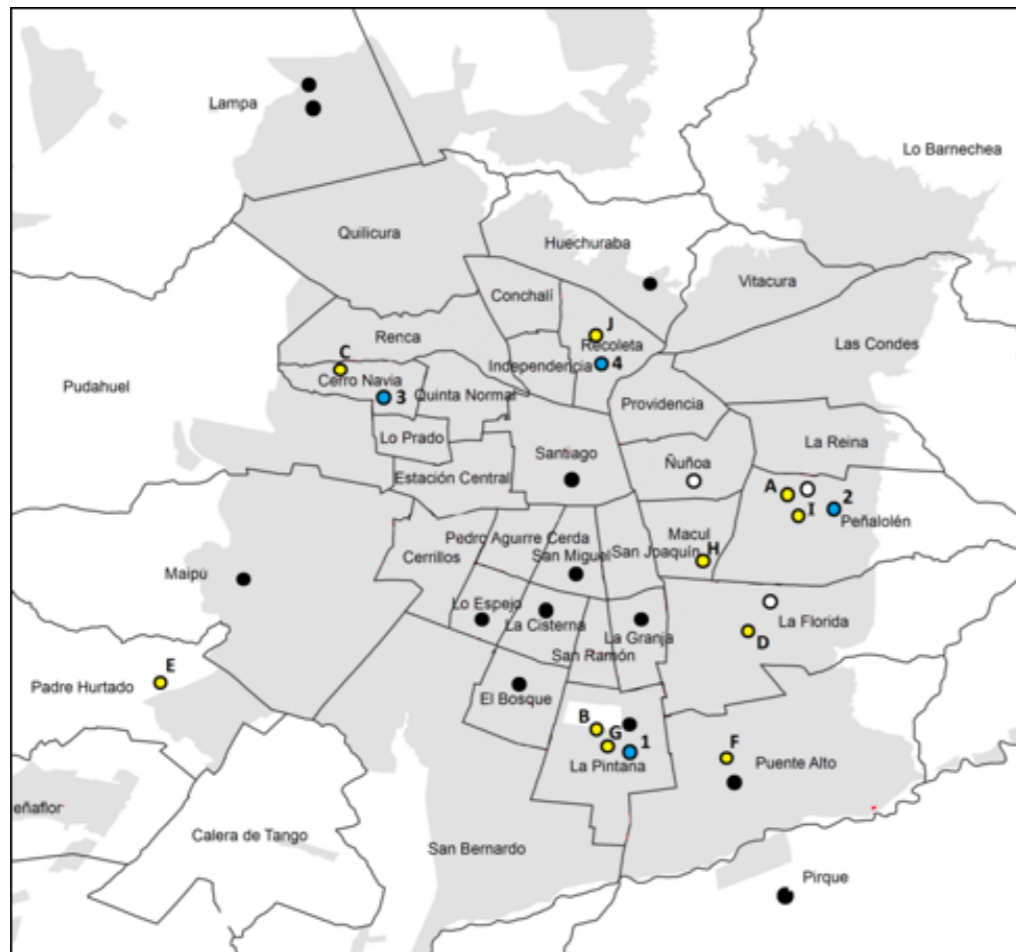 Lampa
Lo Barnechea
Quilicura
Huechuraba
Vitacura
Conchalí
J
Renca
Recoleta
Las Condes
C
Independencia
4
Pudahuel
Cerro Navia
3
Quinta Normal
Providencia
Lo Prado
La Reina
Santiago
Ñuñoa
Estación Central
A
2
I
Peñalolén
Pedro Aguirre Cerda
Macul
Cerrillos
San Miguel
San Joaquín
H
Maipú
Lo Espejo
La Cisterna
La Granja
La Florida
D
San Ramón
E
Padre Hurtado
El Bosque
B
G
1
F
La Pintana
Puente Alto
eñaflor
Calera de Tango
San Bernardo
Pirque